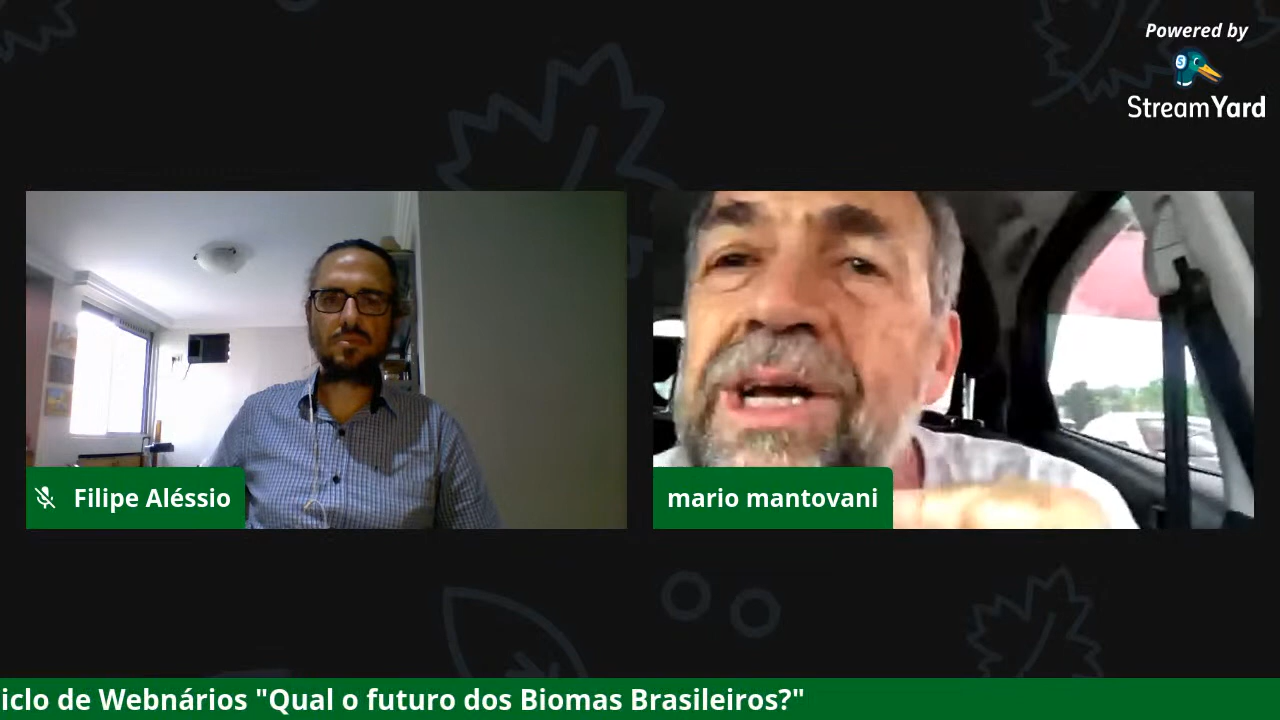 Powered by
StreamYard
Filipe Aléssio
mario mantovani
iclo de Webnários "Qual o futuro dos Biomas Brasileiros?"